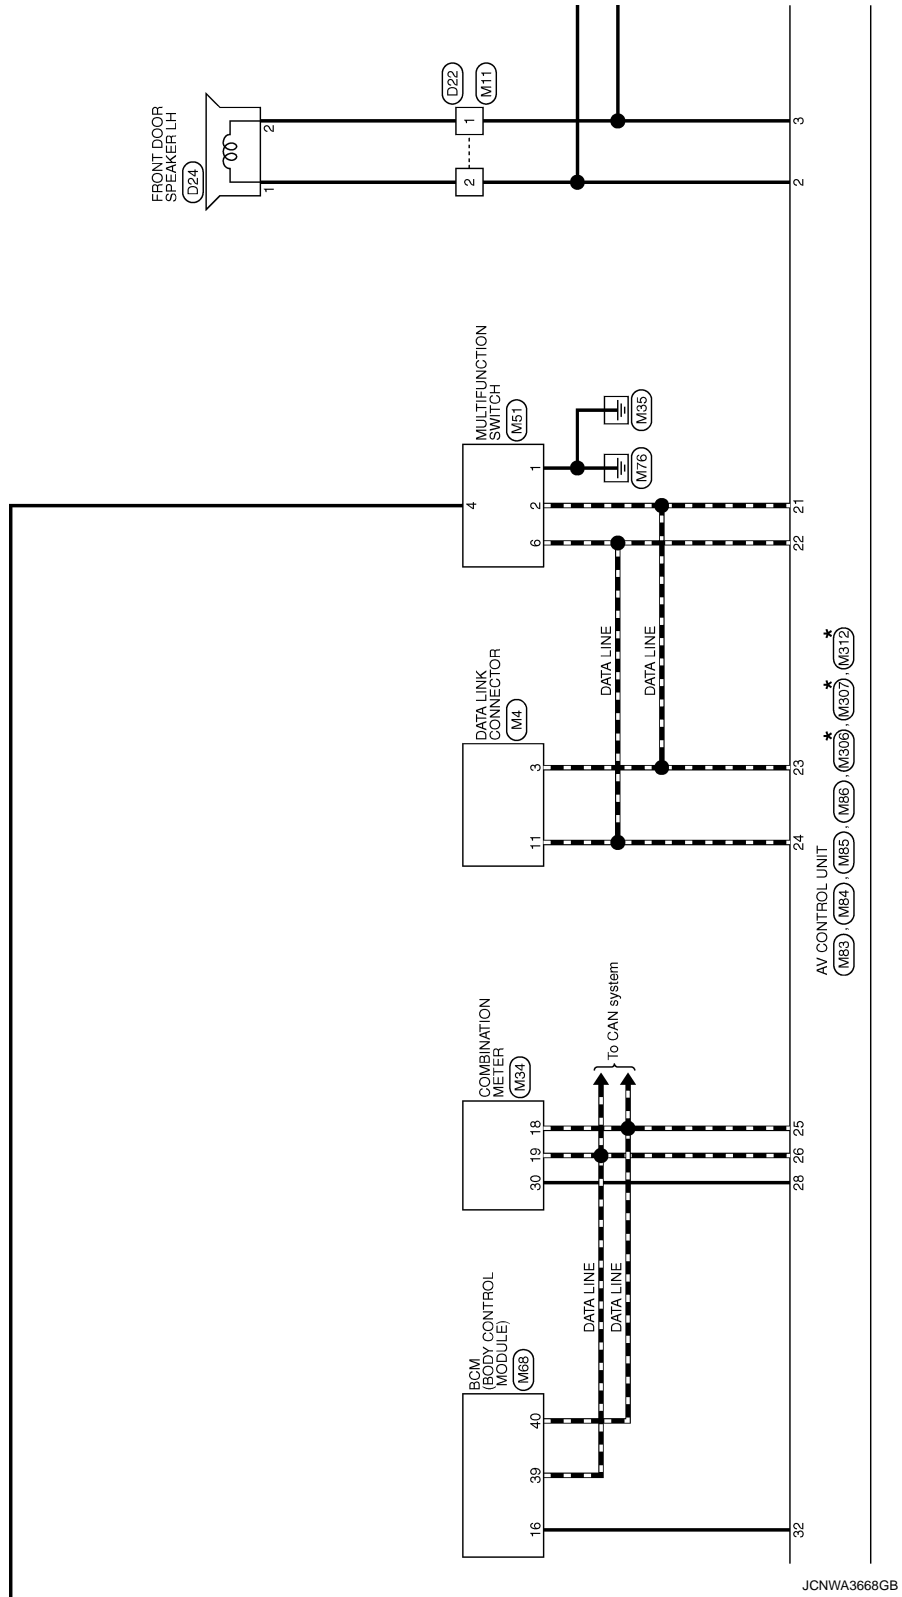 FRONT DOOR
SPEAKER LH
D24
1
2
D22
M11
2
1
2
3
MULTIFUNCTION
SWITCH
M51
4
6
2
1
M76
M35
22
21
DATA LINK
CONNECTOR
M4
11
3
DATA LINE
DATA LINE
24
23
COMBINATION
METER
M34
30
19
18
To CAN system
28
26
25
BCM
(BODY CONTROL
MODULE)
M68
16
39
40
DATA LINE
DATA LINE
32
AV CONTROL UNIT
M83 , M84 , M85 , M86 , M306* , M307* , M312*
JCNWA3668GB